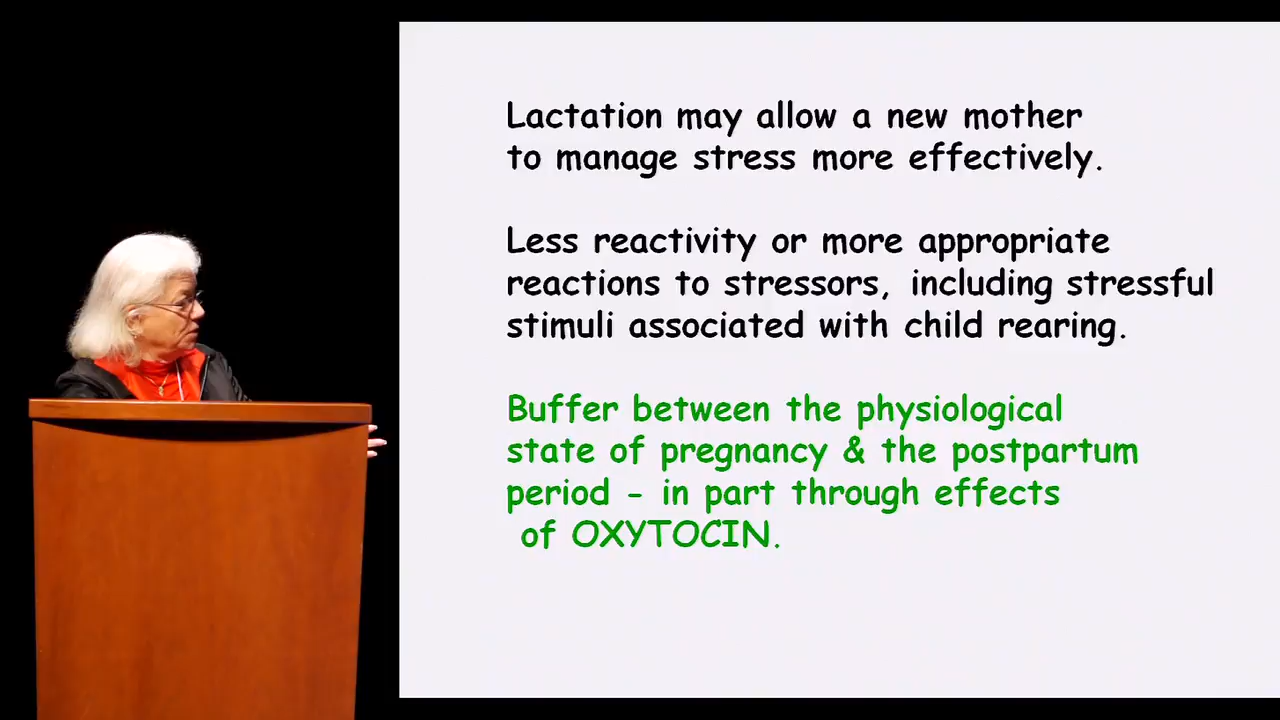 Lactation may allow a new mother
to manage stress more effectively.
Less reactivity or more appropriate
reactions to stressors, including stressful
stimuli associated with child rearing.
Buffer between the physiological
state of pregnancy & the postpartum
period - in part through effects
of OXYTOCIN.